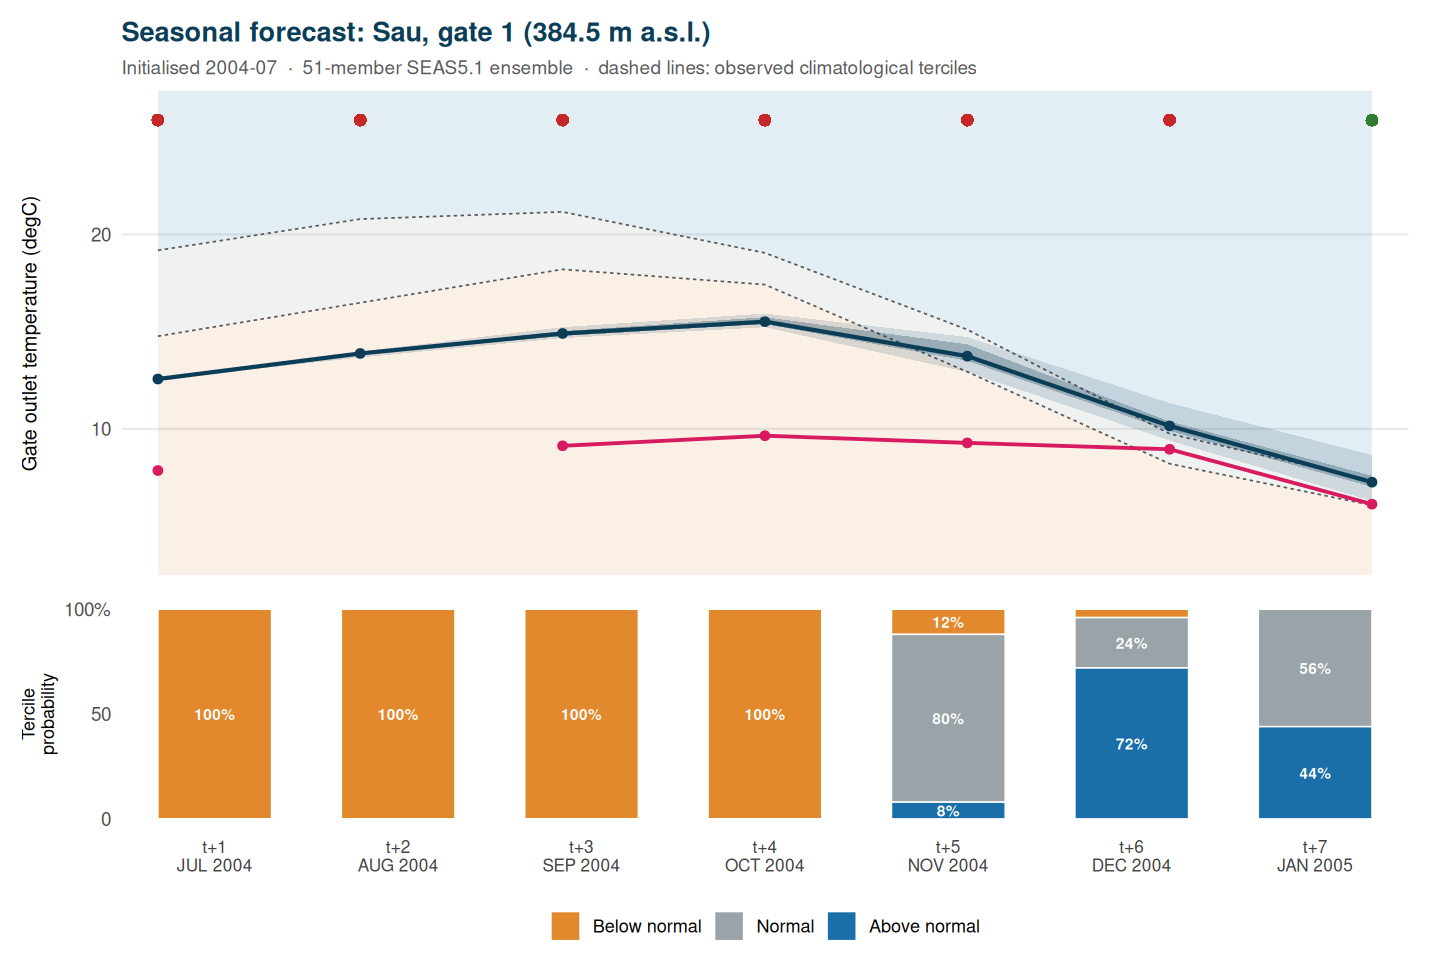 Seasonal forecast: Sau, gate 1 (384.5 m a.s.l.)
Initialised 2004-07 · 51-member SEAS5.1 ensemble · dashed lines: observed climatological terciles
Gate outlet temperature (degC)
20
10
Tercile
probability
100%
50
0
100%
100%
100%
100%
12%
80%
8%
24%
72%
56%
44%
t+1
JUL 2004
t+2
AUG 2004
t+3
SEP 2004
t+4
OCT 2004
t+5
NOV 2004
t+6
DEC 2004
t+7
JAN 2005
Below normal
Normal
Above normal